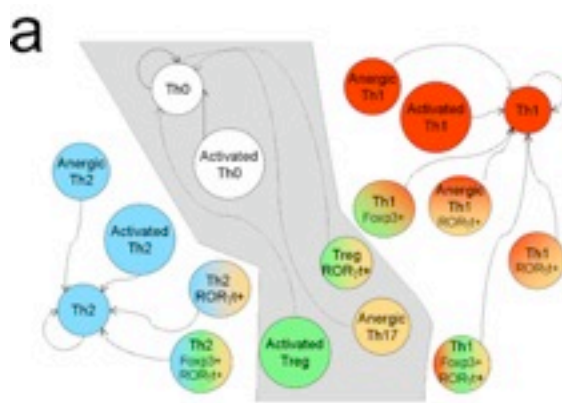 a
Th0
Anergic
Th1
Activated
Th1
Th1
Activated
Th0
Anergic
Th2
Activated
Th2
Th1
Foxp3+
Anergic
Th1
RORγt+
Th1
RORγt+
Treg
RORγt+
Th2
RORγt+
Th2
Anergic
Th17
Activated
Treg
Th2
Foxp3+
RORγt+
Th1
Foxp3+
RORγt+